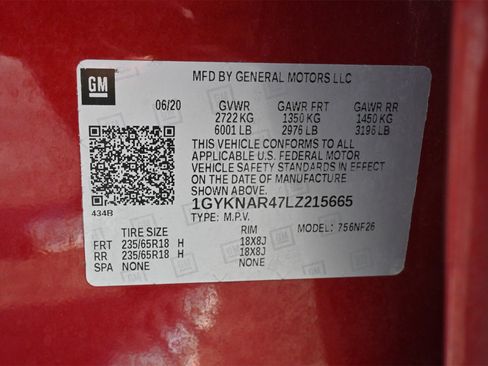 GM
MFD BY GENERAL MOTORS LLC
06/20 GVWR GAWR FRT GAWR RR
2722 KG 1350 KG 1450 KG
6001 LB 2976 LB 3196 LB
THIS VEHICLE CONFORMS TO ALL
APPLICABLE U.S. FEDERAL MOTOR
VEHICLE SAFETY STANDARDS IN EFFECT
ON THE DATE OF MANUFACTURE
SHOWN ABOVE.
434B
1GYKNAR47LZ215665
TYPE: M.P.V.
TIRE SIZE RIM MODEL: 756NF26
FRT 235/65R18 H 18X8J
RR 235/65R18 H 18X8J
SPA NONE NONE